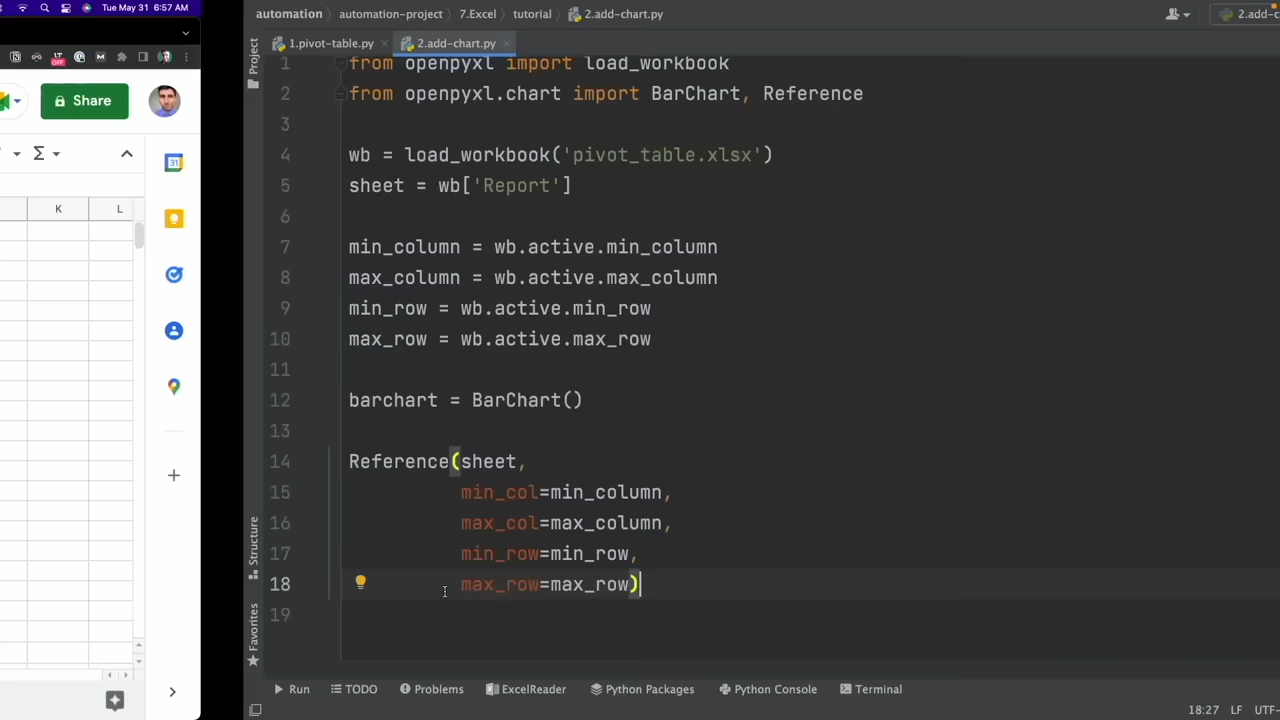 Tue May 31 6:57 AM
Share
K
L
automation
automation-project
7.Excel
tutorial
2.add-chart.py
2.add-c
Project
1.pivot-table.py
2.add-chart.py
1 from openpyxl import load_workbook
2 from openpyxl.chart import BarChart, Reference
3
4 wb = load_workbook('pivot_table.xlsx')
5 sheet = wb['Report']
6
7 min_column = wb.active.min_column
8 max_column = wb.active.max_column
9 min_row = wb.active.min_row
10 max_row = wb.active.max_row
11
12 barchart = BarChart()
13
14 Reference(sheet,
15 min_col=min_column,
16 max_col=max_column,
17 min_row=min_row,
18 max_row=max_row)
19
Structure
Favorites
Run
TODO
Problems
ExcelReader
Python Packages
Python Console
Terminal
18:27 LF UTF-